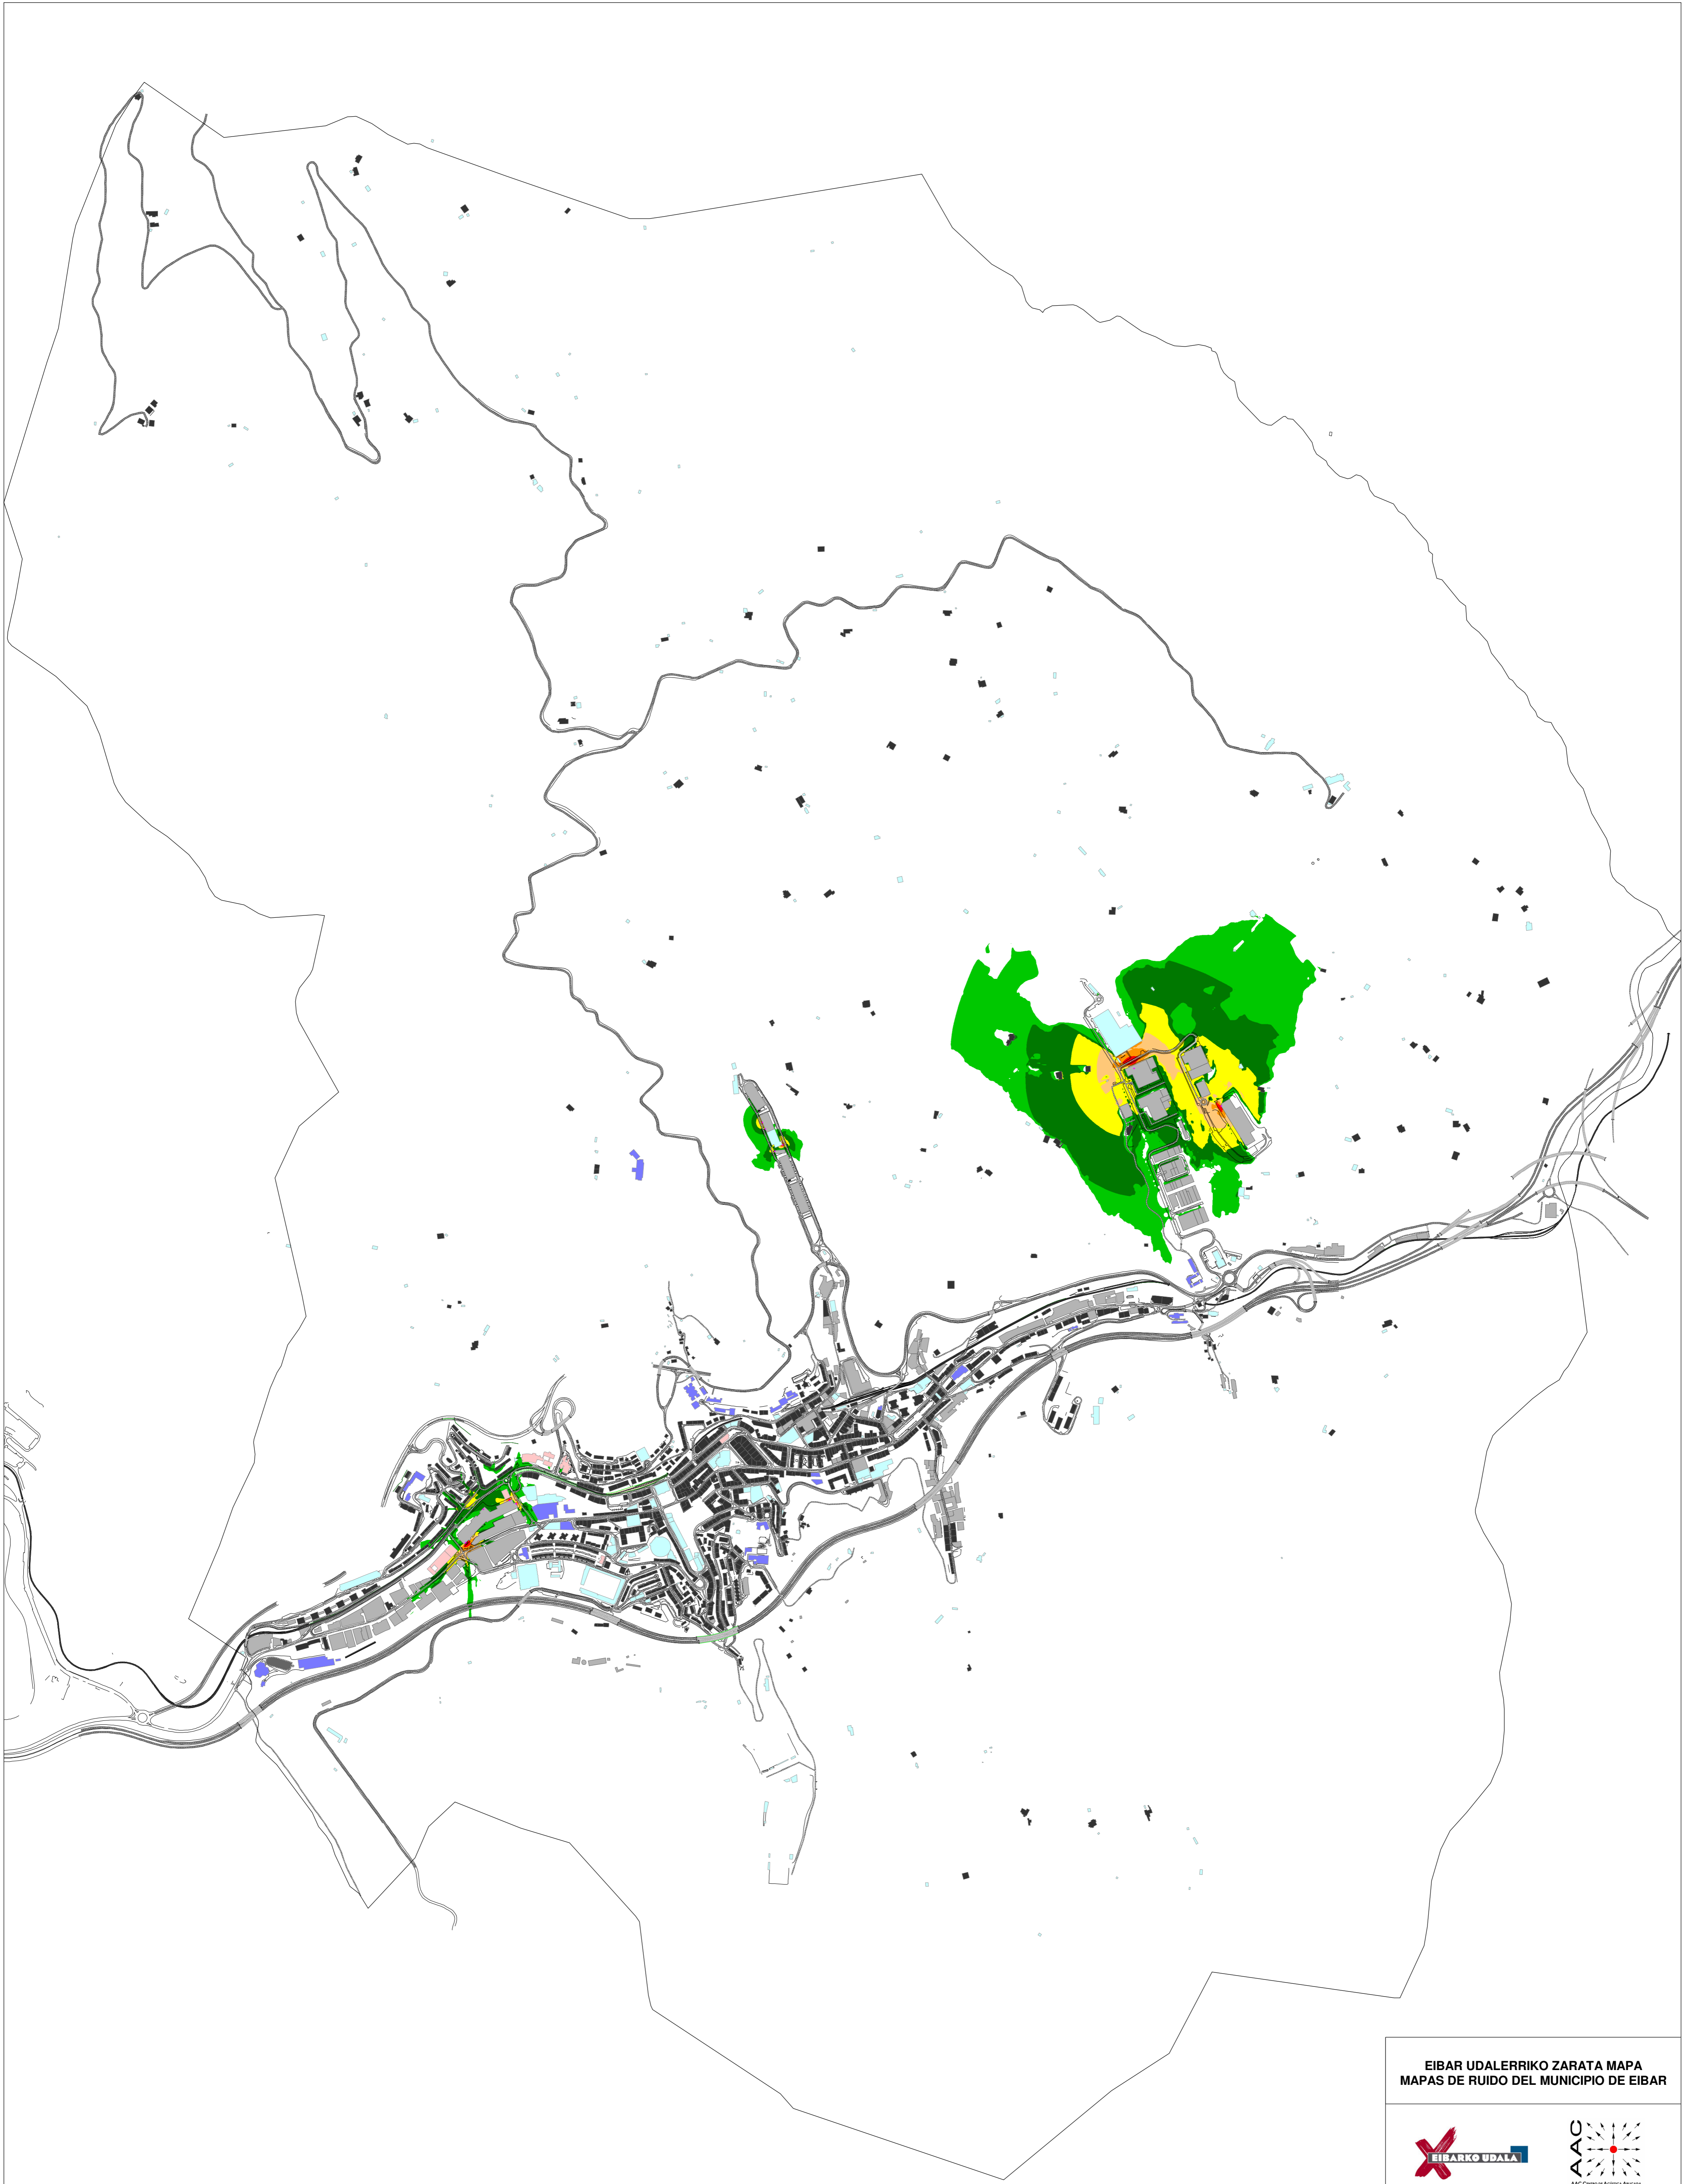 EIBAR UDALERRIKO ZARATA MAPA
MAPAS DE RUIDO DEL MUNICIPIO DE EIBAR
EIBARKO UDALA
AAC